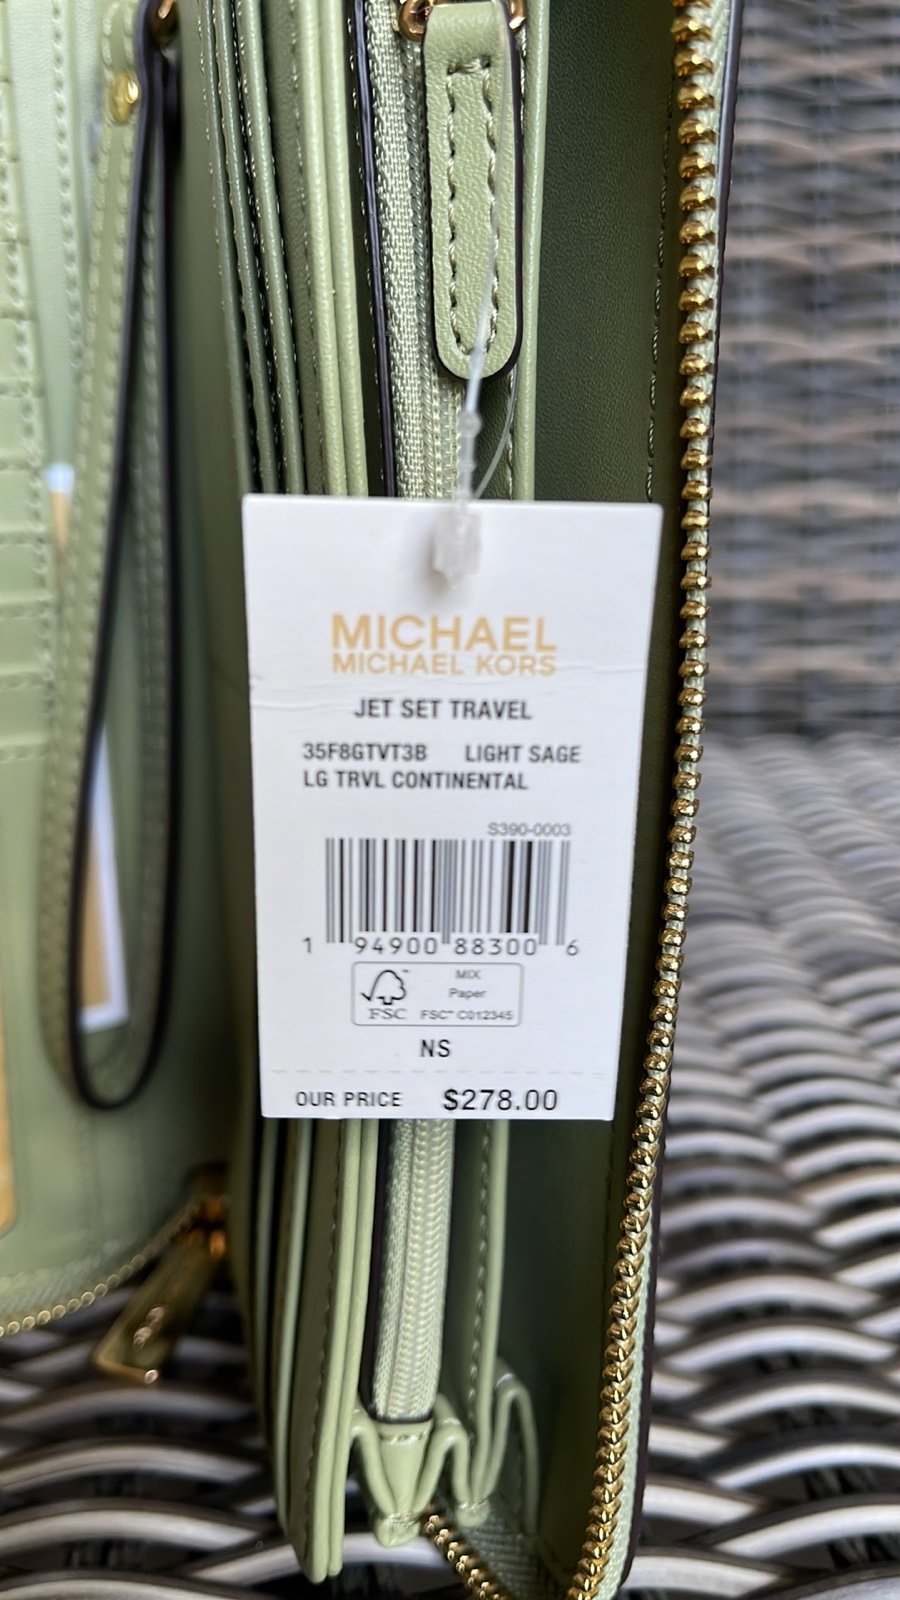 MICHAEL
MICHAEL KORS
JET SET TRAVEL
35F8GTVT3B LIGHT SAGE
LG TRVL CONTINENTAL
S390-0003
1 94900 88300 6
MIX
Paper
FSC™ C012345
FSC
NS
OUR PRICE $278.00